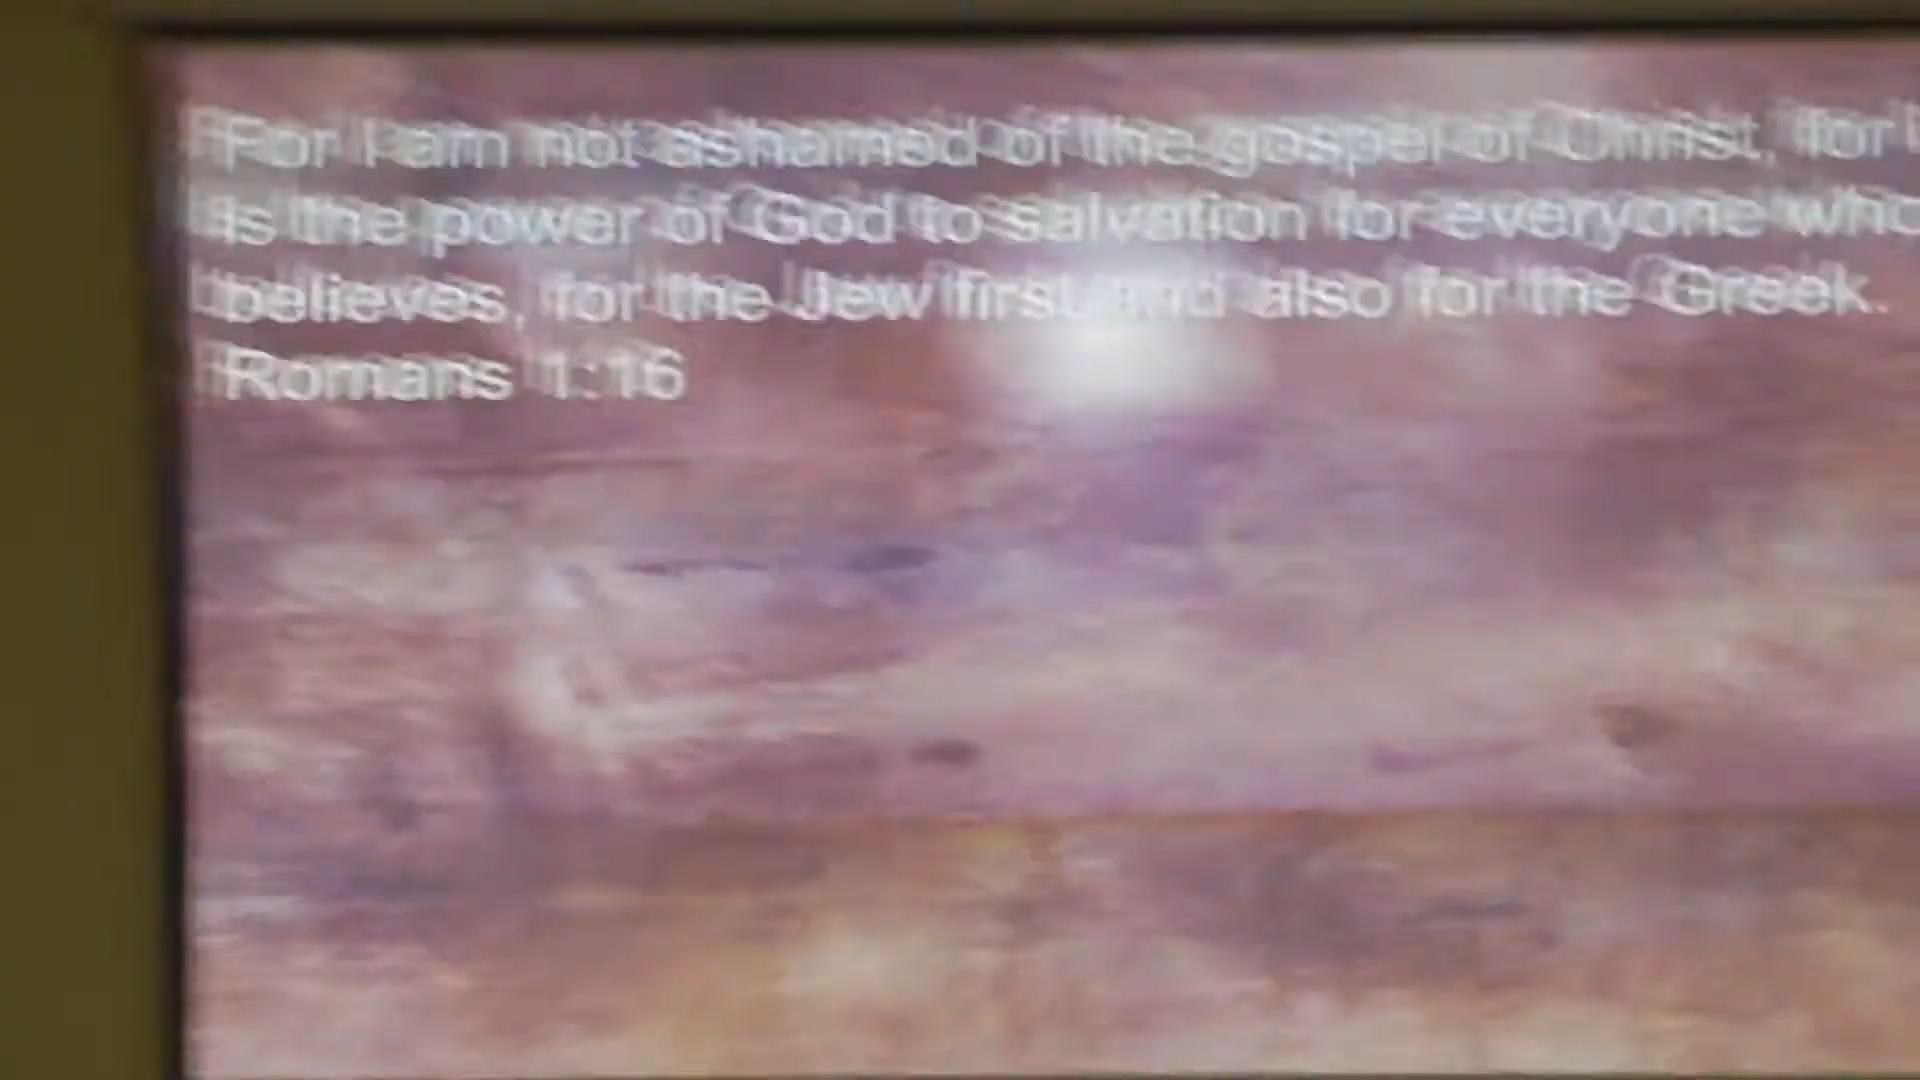 For I am not ashamed of the gospel of Christ, for i
is the power of God to salvation for everyone who
believes, for the Jew first and also for the Greek.
Romans 1:16